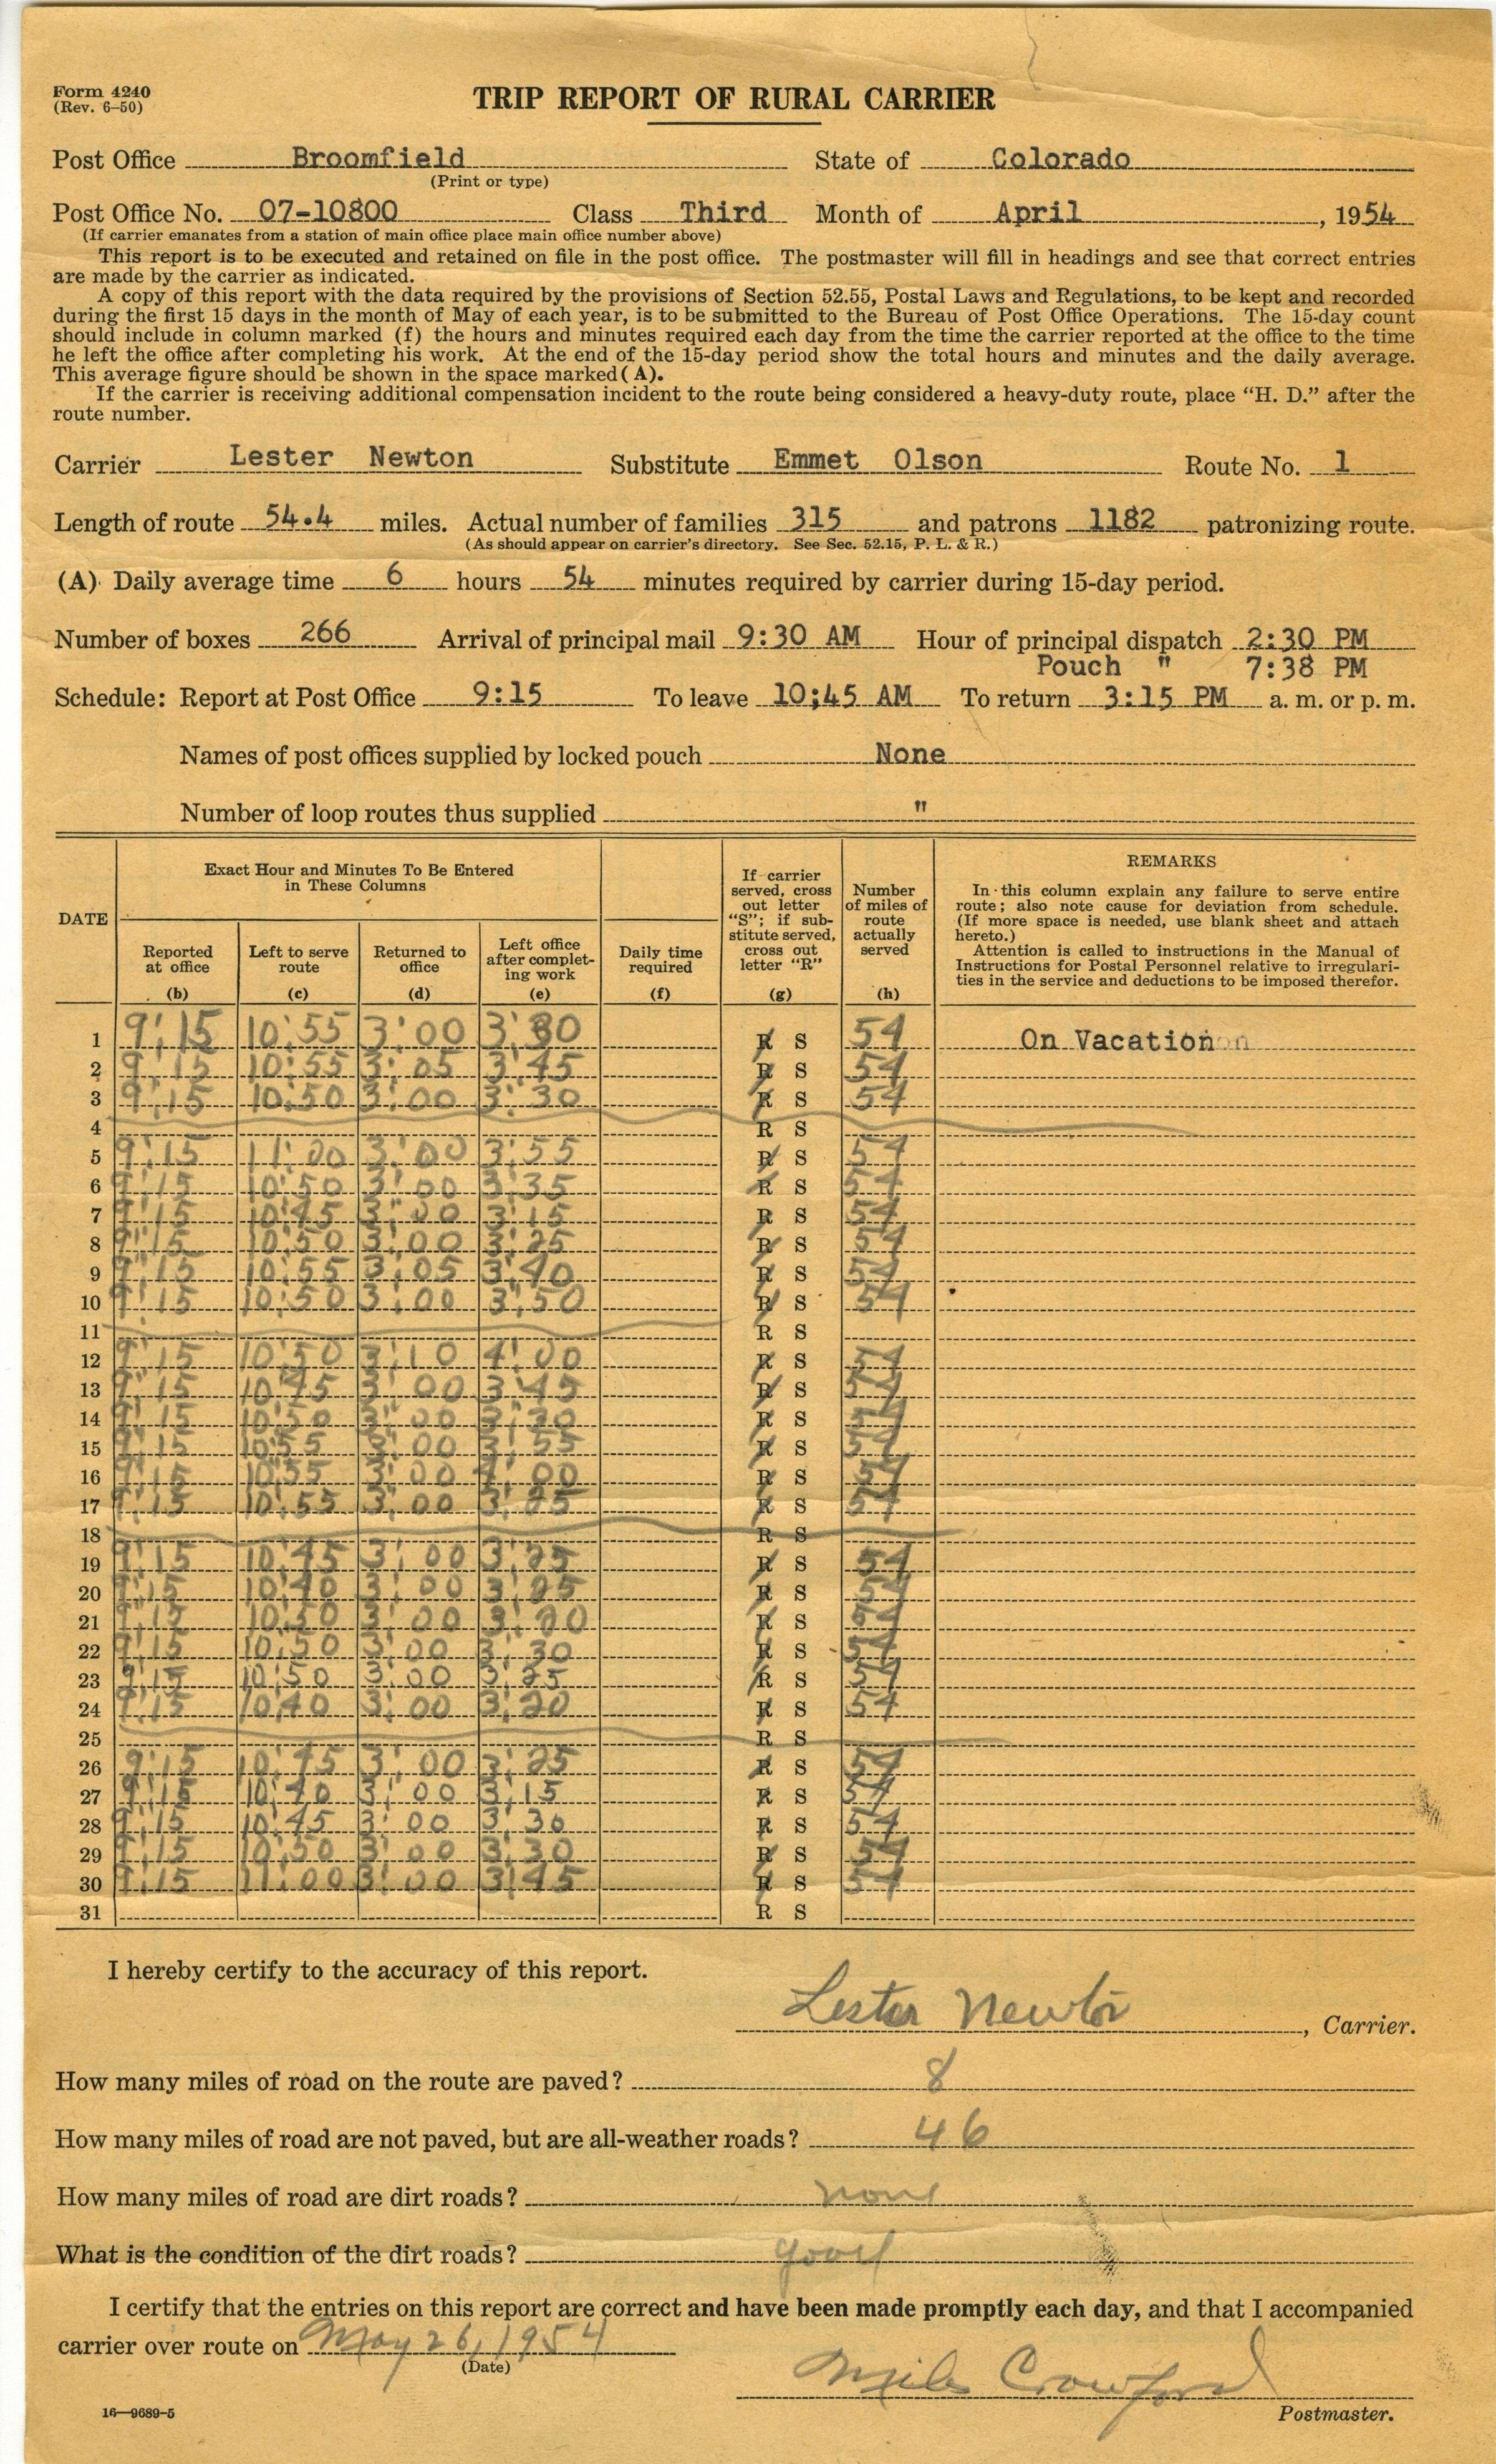 Form 4240
(Rev. 6–50)
TRIP REPORT OF RURAL CARRIER
Post Office Broomfield State of Colorado
(Print or type)
Post Office No. 07-10800 Class Third Month of April, 1954
(If carrier emanates from a station of main office place main office number above)
This report is to be executed and retained on file in the post office. The postmaster will fill in headings and see that correct entries
are made by the carrier as indicated.
A copy of this report with the data required by the provisions of Section 52.55, Postal Laws and Regulations, to be kept and recorded
during the first 15 days in the month of May of each year, is to be submitted to the Bureau of Post Office Operations. The 15-day count
should include in column marked (f) the hours and minutes required each day from the time the carrier reported at the office to the time
he left the office after completing his work. At the end of the 15-day period show the total hours and minutes and the daily average.
This average figure should be shown in the space marked (A).
If the carrier is receiving additional compensation incident to the route being considered a heavy-duty route, place “H. D.” after the
route number.
Carrier Lester Newton Substitute Emmet Olson Route No. 1
Length of route 54.4 miles. Actual number of families 315 and patrons 1182 patronizing route.
(As should appear on carrier's directory. See Sec. 52.15, P. L. & R.)
(A) Daily average time 6 hours 54 minutes required by carrier during 15-day period.
Number of boxes 266 Arrival of principal mail 9:30 AM Hour of principal dispatch 2:30 PM
Pouch " 7:38 PM
Schedule: Report at Post Office 9:15 To leave 10;45 AM To return 3:15 PM a. m. or p. m.
Names of post offices supplied by locked pouch None
Number of loop routes thus supplied "
DATE
Exact Hour and Minutes To Be Entered
in These Columns
Reported
at office
(b)
Left to serve
route
(c)
Returned to
office
(d)
Left office
after complet-
ing work
(e)
Daily time
required
(f)
If carrier
served, cross
out letter
“S”; if sub-
stitute served,
cross out
letter “R”
(g)
Number
of miles of
route
actually
served
(h)
REMARKS
In this column explain any failure to serve entire
route; also note cause for deviation from schedule.
(If more space is needed, use blank sheet and attach
hereto.)
Attention is called to instructions in the Manual of
Instructions for Postal Personnel relative to irregulari-
ties in the service and deductions to be imposed therefor.
1 9:15 10:55 3:00 3:30 R S 54 On Vacation
2 9:15 10:55 3:05 3:45 R S 54
3 9:15 10:50 3:00 3:30 R S 54
4 R S
5 9:15 11:00 3:00 3:55 R S 54
6 9:15 10:50 3:00 3:35 R S 54
7 9:15 10:45 3:00 3:15 R S 54
8 9:15 10:50 3:00 3:25 R S 54
9 9:15 10:55 3:05 3:40 R S 54
10 9:15 10:50 3:00 3:50 R S 54
11 R S
12 9:15 10:50 3:10 4:00 R S 54
13 9:15 10:45 3:00 3:45 R S 54
14 9:15 10:50 3:00 R S 54
15 9:15 10:55 3:00 3:55 R S 54
16 9:15 10:55 3:00 4:00 R S 54
17 9:15 10:55 3:00 3:25 R S 54
18 R S
19 9:15 10:45 3:00 3:25 R S 54
20 9:15 10:40 3:00 3:25 R S 54
21 9:15 10:50 3:00 3:20 R S 54
22 9:15 10:50 3:00 3:30 R S 54
23 9:15 10:50 3:00 3:25 R S 54
24 9:15 10:40 3:00 3:20 R S 54
25 R S
26 9:15 10:45 3:00 3:25 R S 54
27 9:15 10:40 3:00 3:15 R S 54
28 9:15 10:45 3:00 3:30 R S 54
29 9:15 10:50 3:00 3:30 R S 54
30 9:15 11:00 3:00 3:45 R S 54
31 R S
I hereby certify to the accuracy of this report.
Lester Newton, Carrier.
How many miles of road on the route are paved? 8
How many miles of road are not paved, but are all-weather roads? 46
How many miles of road are dirt roads? none
What is the condition of the dirt roads? good
I certify that the entries on this report are correct and have been made promptly each day, and that I accompanied
carrier over route on May 26, 1954
(Date)
Miles Crawford
Postmaster.
16—9689-5